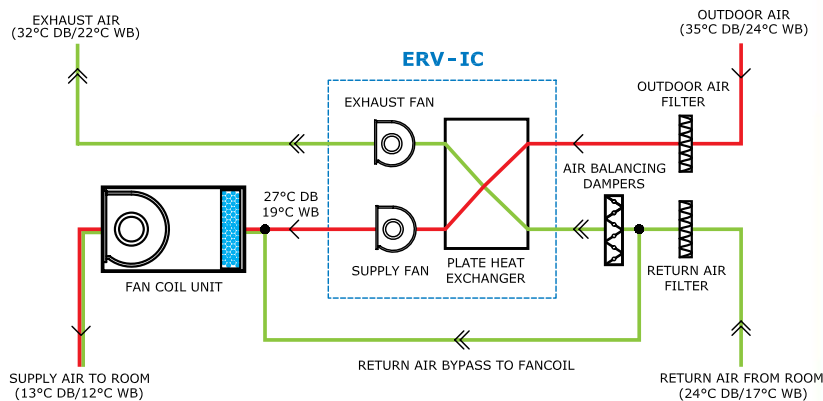 EXHAUST AIR
(32°C DB/22°C WB)
OUTDOOR AIR
(35°C DB/24°C WB)
ERV-IC
OUTDOOR AIR
FILTER
EXHAUST FAN
AIR BALANCING
DAMPERS
27°C DB
19°C WB
SUPPLY FAN
PLATE HEAT
EXCHANGER
RETURN AIR
FILTER
FAN COIL UNIT
RETURN AIR BYPASS TO FANCOIL
SUPPLY AIR TO ROOM
(13°C DB/12°C WB)
RETURN AIR FROM ROOM
(24°C DB/17°C WB)